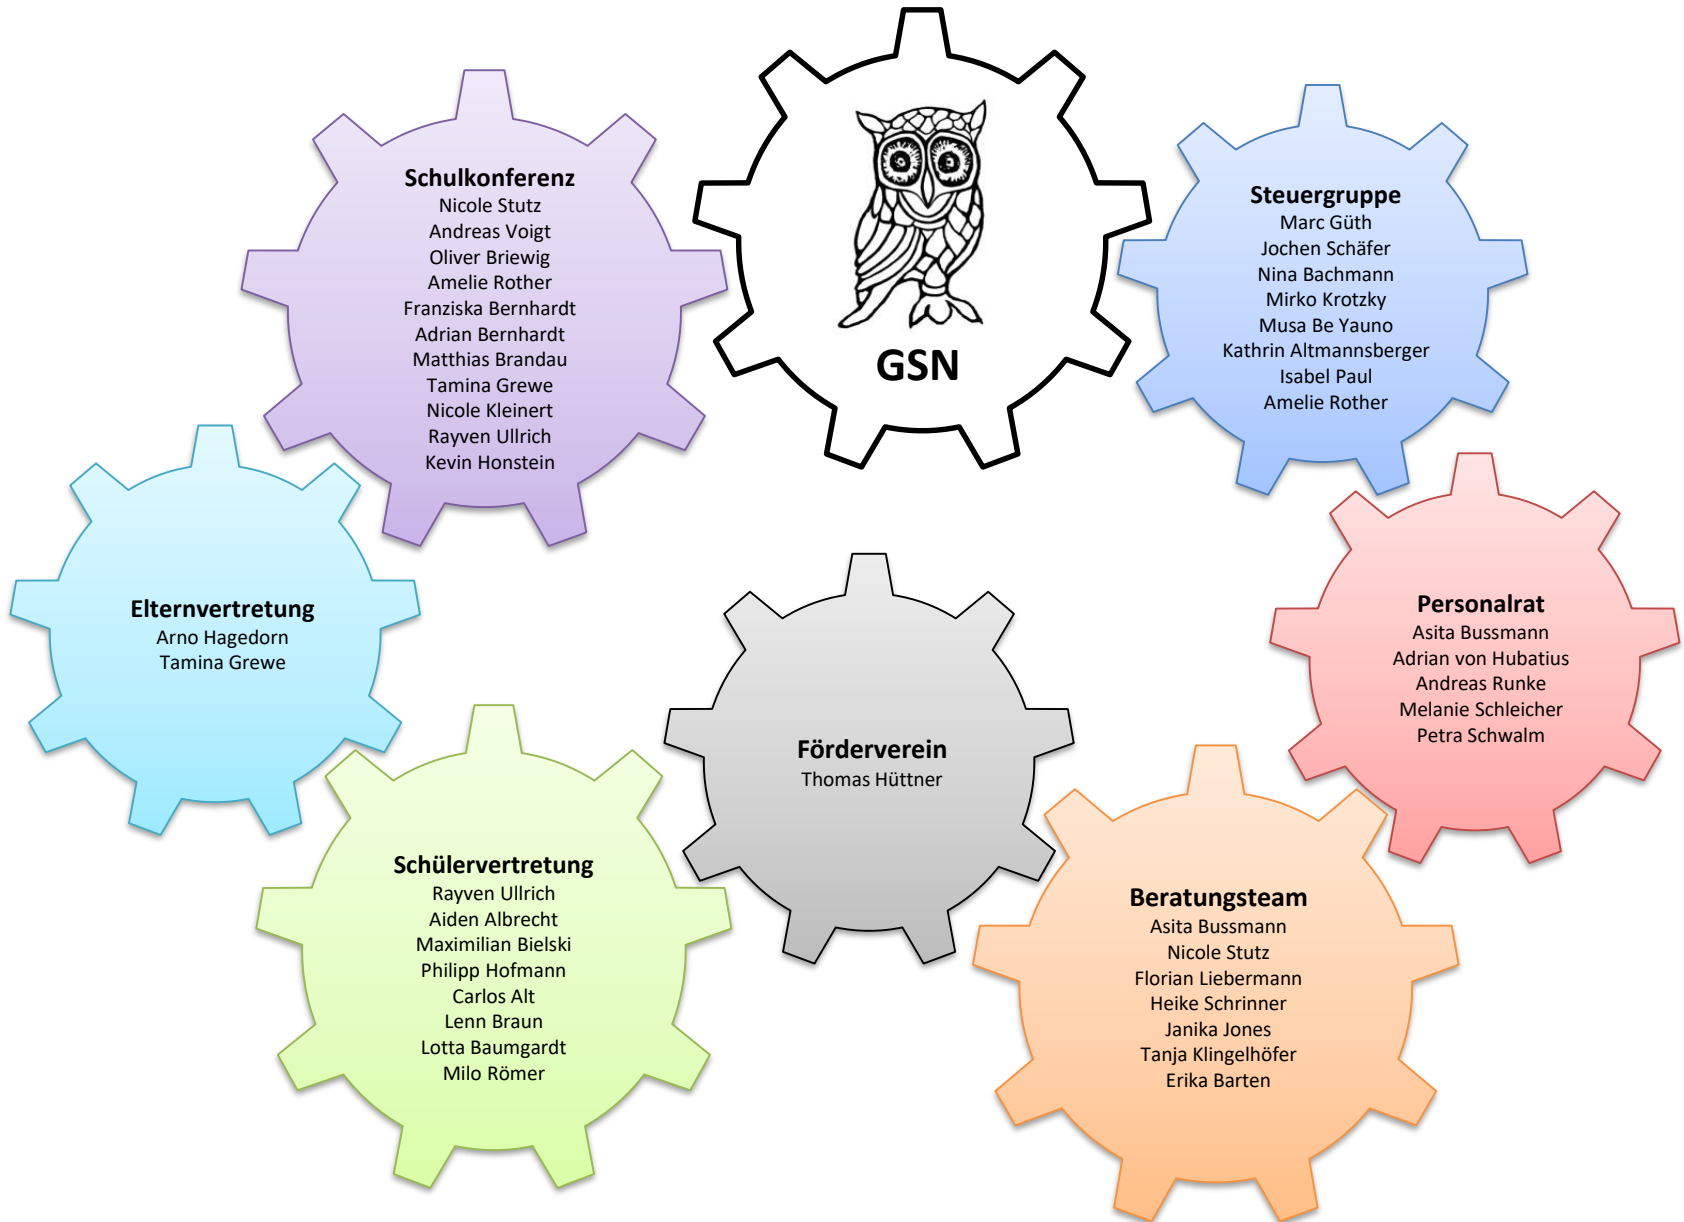 GSN
Schulkonferenz
Nicole Stutz
Andreas Voigt
Oliver Briewig
Amelie Rother
Franziska Bernhardt
Adrian Bernhardt
Matthias Brandau
Tamina Grewe
Nicole Kleinert
Rayven Ullrich
Kevin Honstein
Steuergruppe
Marc Güth
Jochen Schäfer
Nina Bachmann
Mirko Krotzky
Musa Be Yauno
Kathrin Altmannsberger
Isabel Paul
Amelie Rother
Elternvertretung
Arno Hagedorn
Tamina Grewe
Personalrat
Asita Bussmann
Adrian von Hubatius
Andreas Runke
Melanie Schleicher
Petra Schwalm
Förderverein
Thomas Hüttner
Schülervertretung
Rayven Ullrich
Aiden Albrecht
Maximilian Bielski
Philipp Hofmann
Carlos Alt
Lenn Braun
Lotta Baumgardt
Milo Römer
Beratungsteam
Asita Bussmann
Nicole Stutz
Florian Liebermann
Heike Schrinner
Janika Jones
Tanja Klingelhöfer
Erika Barten